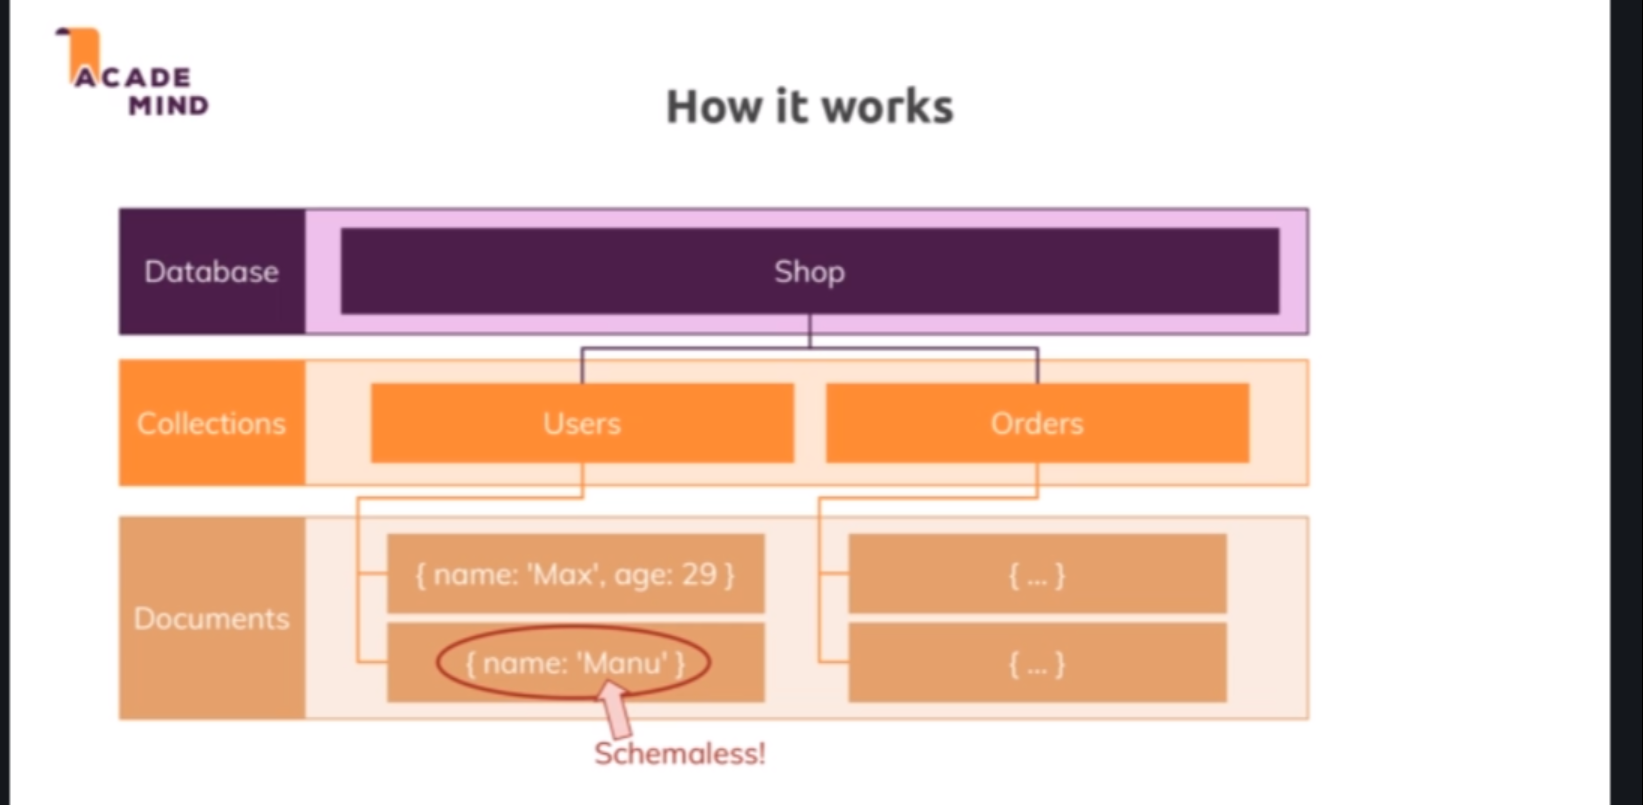 ACADE
MIND
How it works
Database
Shop
Collections
Users
Orders
Documents
{ name: 'Max', age: 29 }
{ ... }
{ name: 'Manu' }
{ ... }
Schemaless!